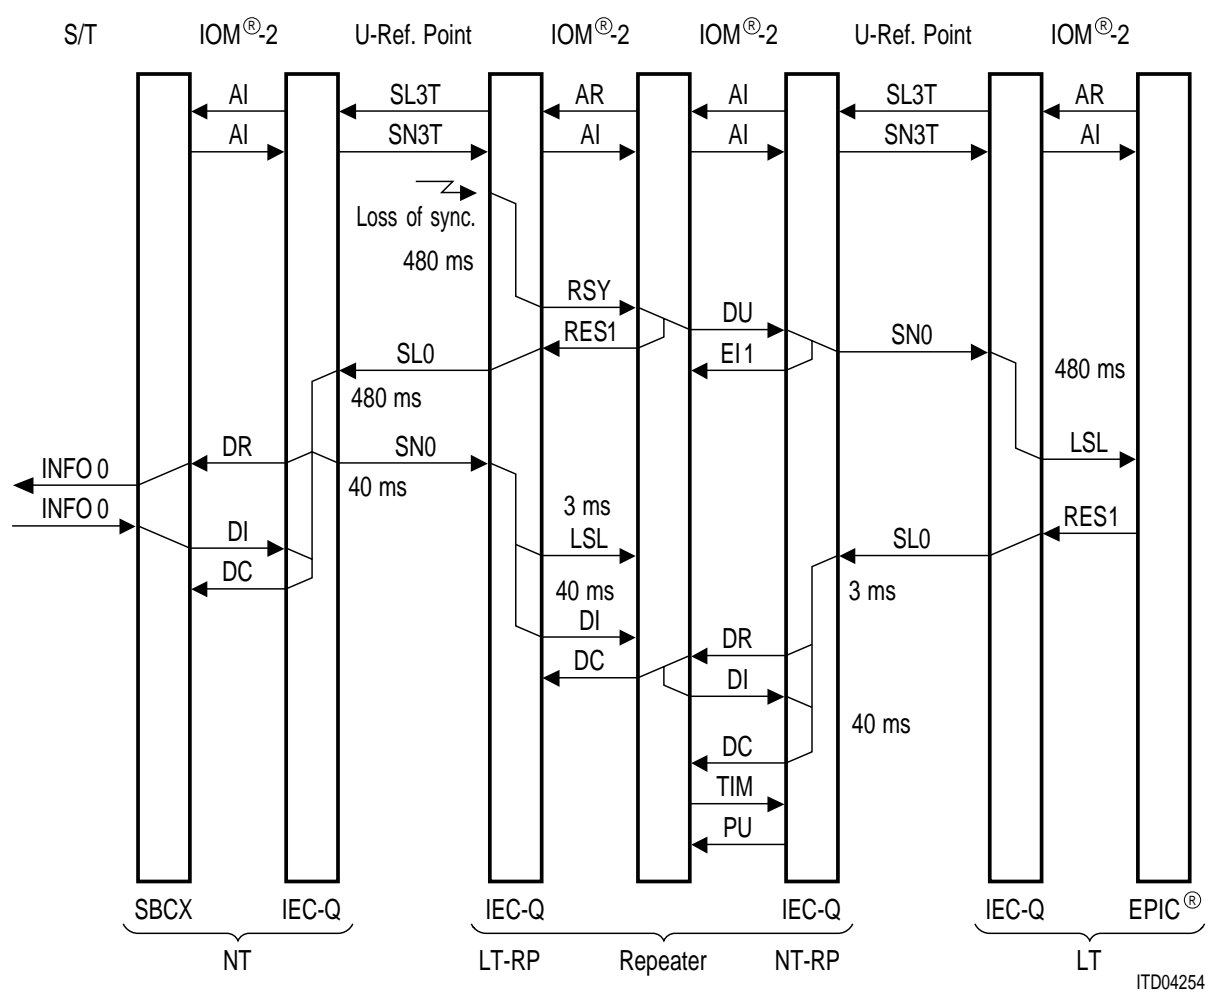 S/T IOM®-2 U-Ref. Point IOM®-2 IOM®-2 U-Ref. Point IOM®-2
AI SL3T AR AI SL3T AR
AI SN3T AI AI SN3T AI
Loss of sync.
480 ms
RSY
DU
RES1
SN0
EI1
SL0
480 ms
480 ms
DR SN0 LSL
INFO 0
40 ms
3 ms
INFO 0
RES1
DI LSL SL0
DC
40 ms 3 ms
DI
DR
DC
DI
40 ms
DC
TIM
PU
SBCX IEC-Q IEC-Q IEC-Q IEC-Q EPIC®
NT LT-RP Repeater NT-RP LT
ITD04254